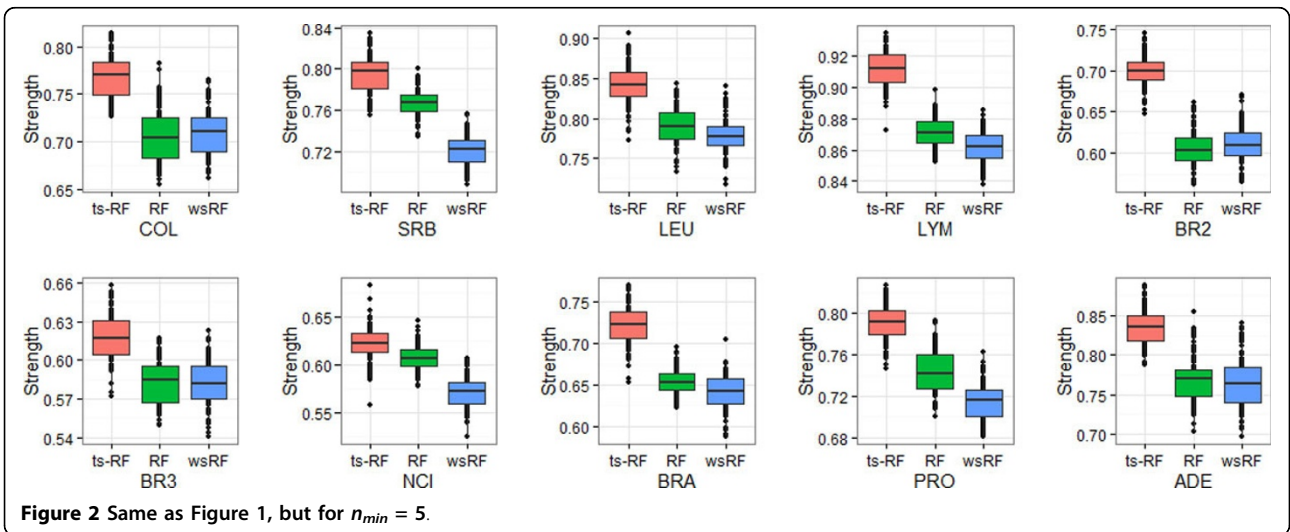 0.80
0.75
0.70
0.65
Strength
ts-RF RF wsRF
COL
0.84
0.80
0.76
0.72
Strength
ts-RF RF wsRF
SRB
0.90
0.85
0.80
0.75
Strength
ts-RF RF wsRF
LEU
0.92
0.90
0.88
0.86
0.84
Strength
ts-RF RF wsRF
LYM
0.75
0.70
0.65
0.60
Strength
ts-RF RF wsRF
BR2
0.66
0.63
0.60
0.57
0.54
Strength
ts-RF RF wsRF
BR3
0.65
0.60
0.55
Strength
ts-RF RF wsRF
NCI
0.75
0.70
0.65
0.60
Strength
ts-RF RF wsRF
BRA
0.80
0.76
0.72
0.68
Strength
ts-RF RF wsRF
PRO
0.85
0.80
0.75
0.70
Strength
ts-RF RF wsRF
ADE
Figure 2 Same as Figure 1, but for n_min = 5.